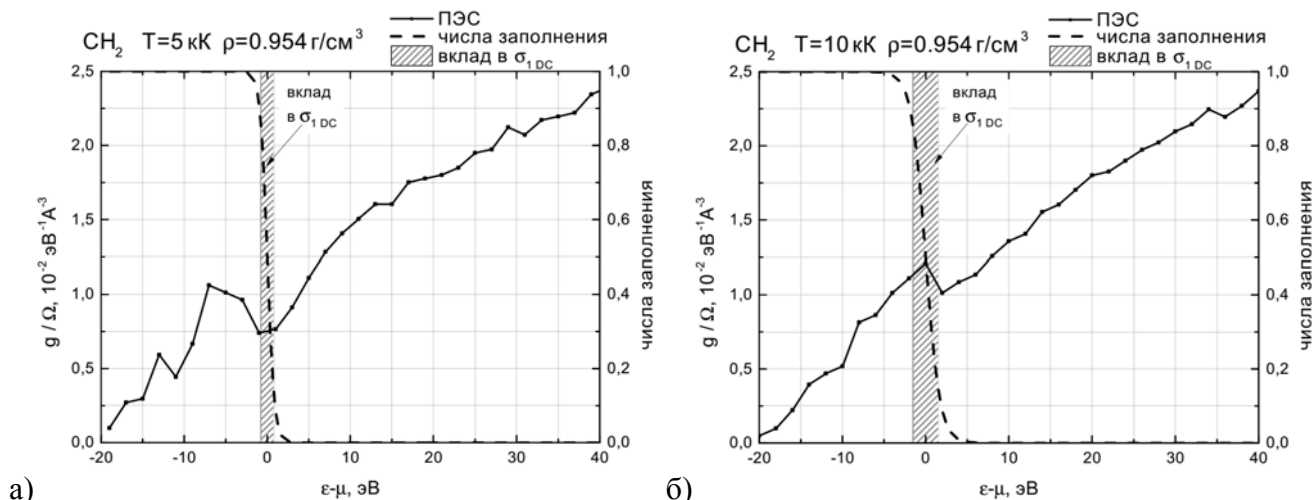 ПЭС
числа заполнения
вклад в σ1 DC
CH2 T=5 кК ρ=0.954 г/см3
вклад
в σ1 DC
g / Ω, 10-2 эВ-1А-3
2,5
2,0
1,5
1,0
0,5
0,0
1,0
0,8
0,6
0,4
0,2
0,0
числа заполнения
-20 -10 0 10 20 30 40
ε-μ, эВ
а)
ПЭС
числа заполнения
вклад в σ1 DC
CH2 T=10 кК ρ=0.954 г/см3
вклад
в σ1 DC
g / Ω, 10-2 эВ-1А-3
2,5
2,0
1,5
1,0
0,5
0,0
1,0
0,8
0,6
0,4
0,2
0,0
числа заполнения
-20 -10 0 10 20 30 40
ε-μ, эВ
б)